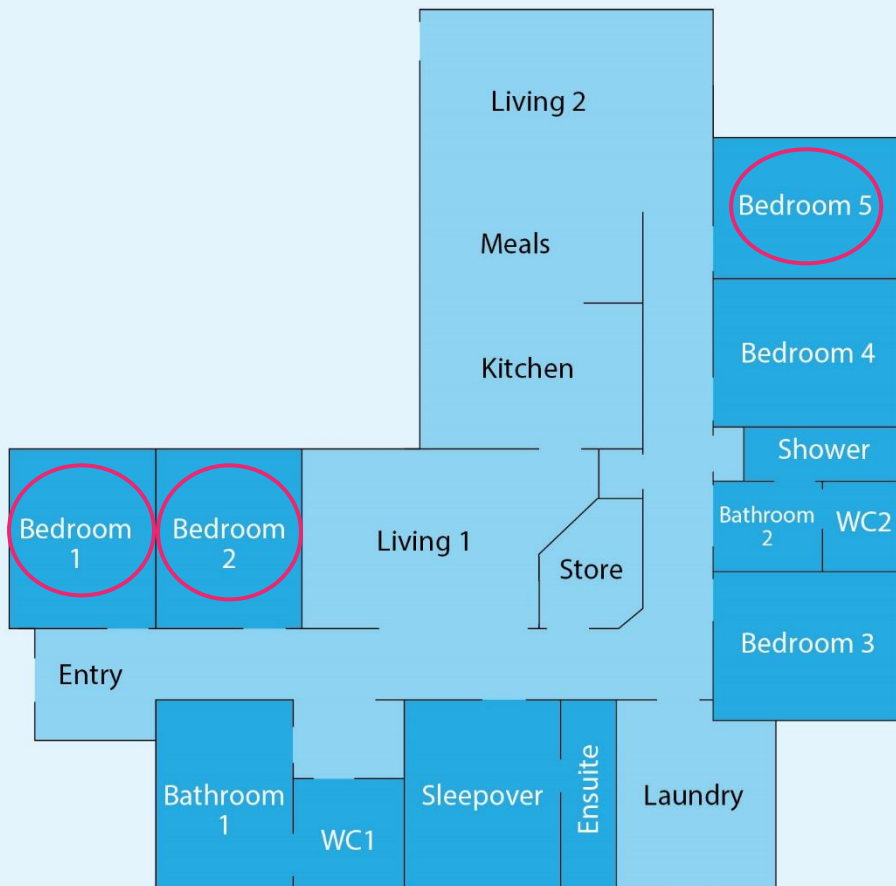 Living 2
Bedroom 5
Meals
Bedroom 4
Kitchen
Shower
Bedroom
1
Bedroom
2
Living 1
Store
Bathroom
2
WC2
Bedroom 3
Entry
Bathroom
1
WC1
Sleepover
Ensuite
Laundry